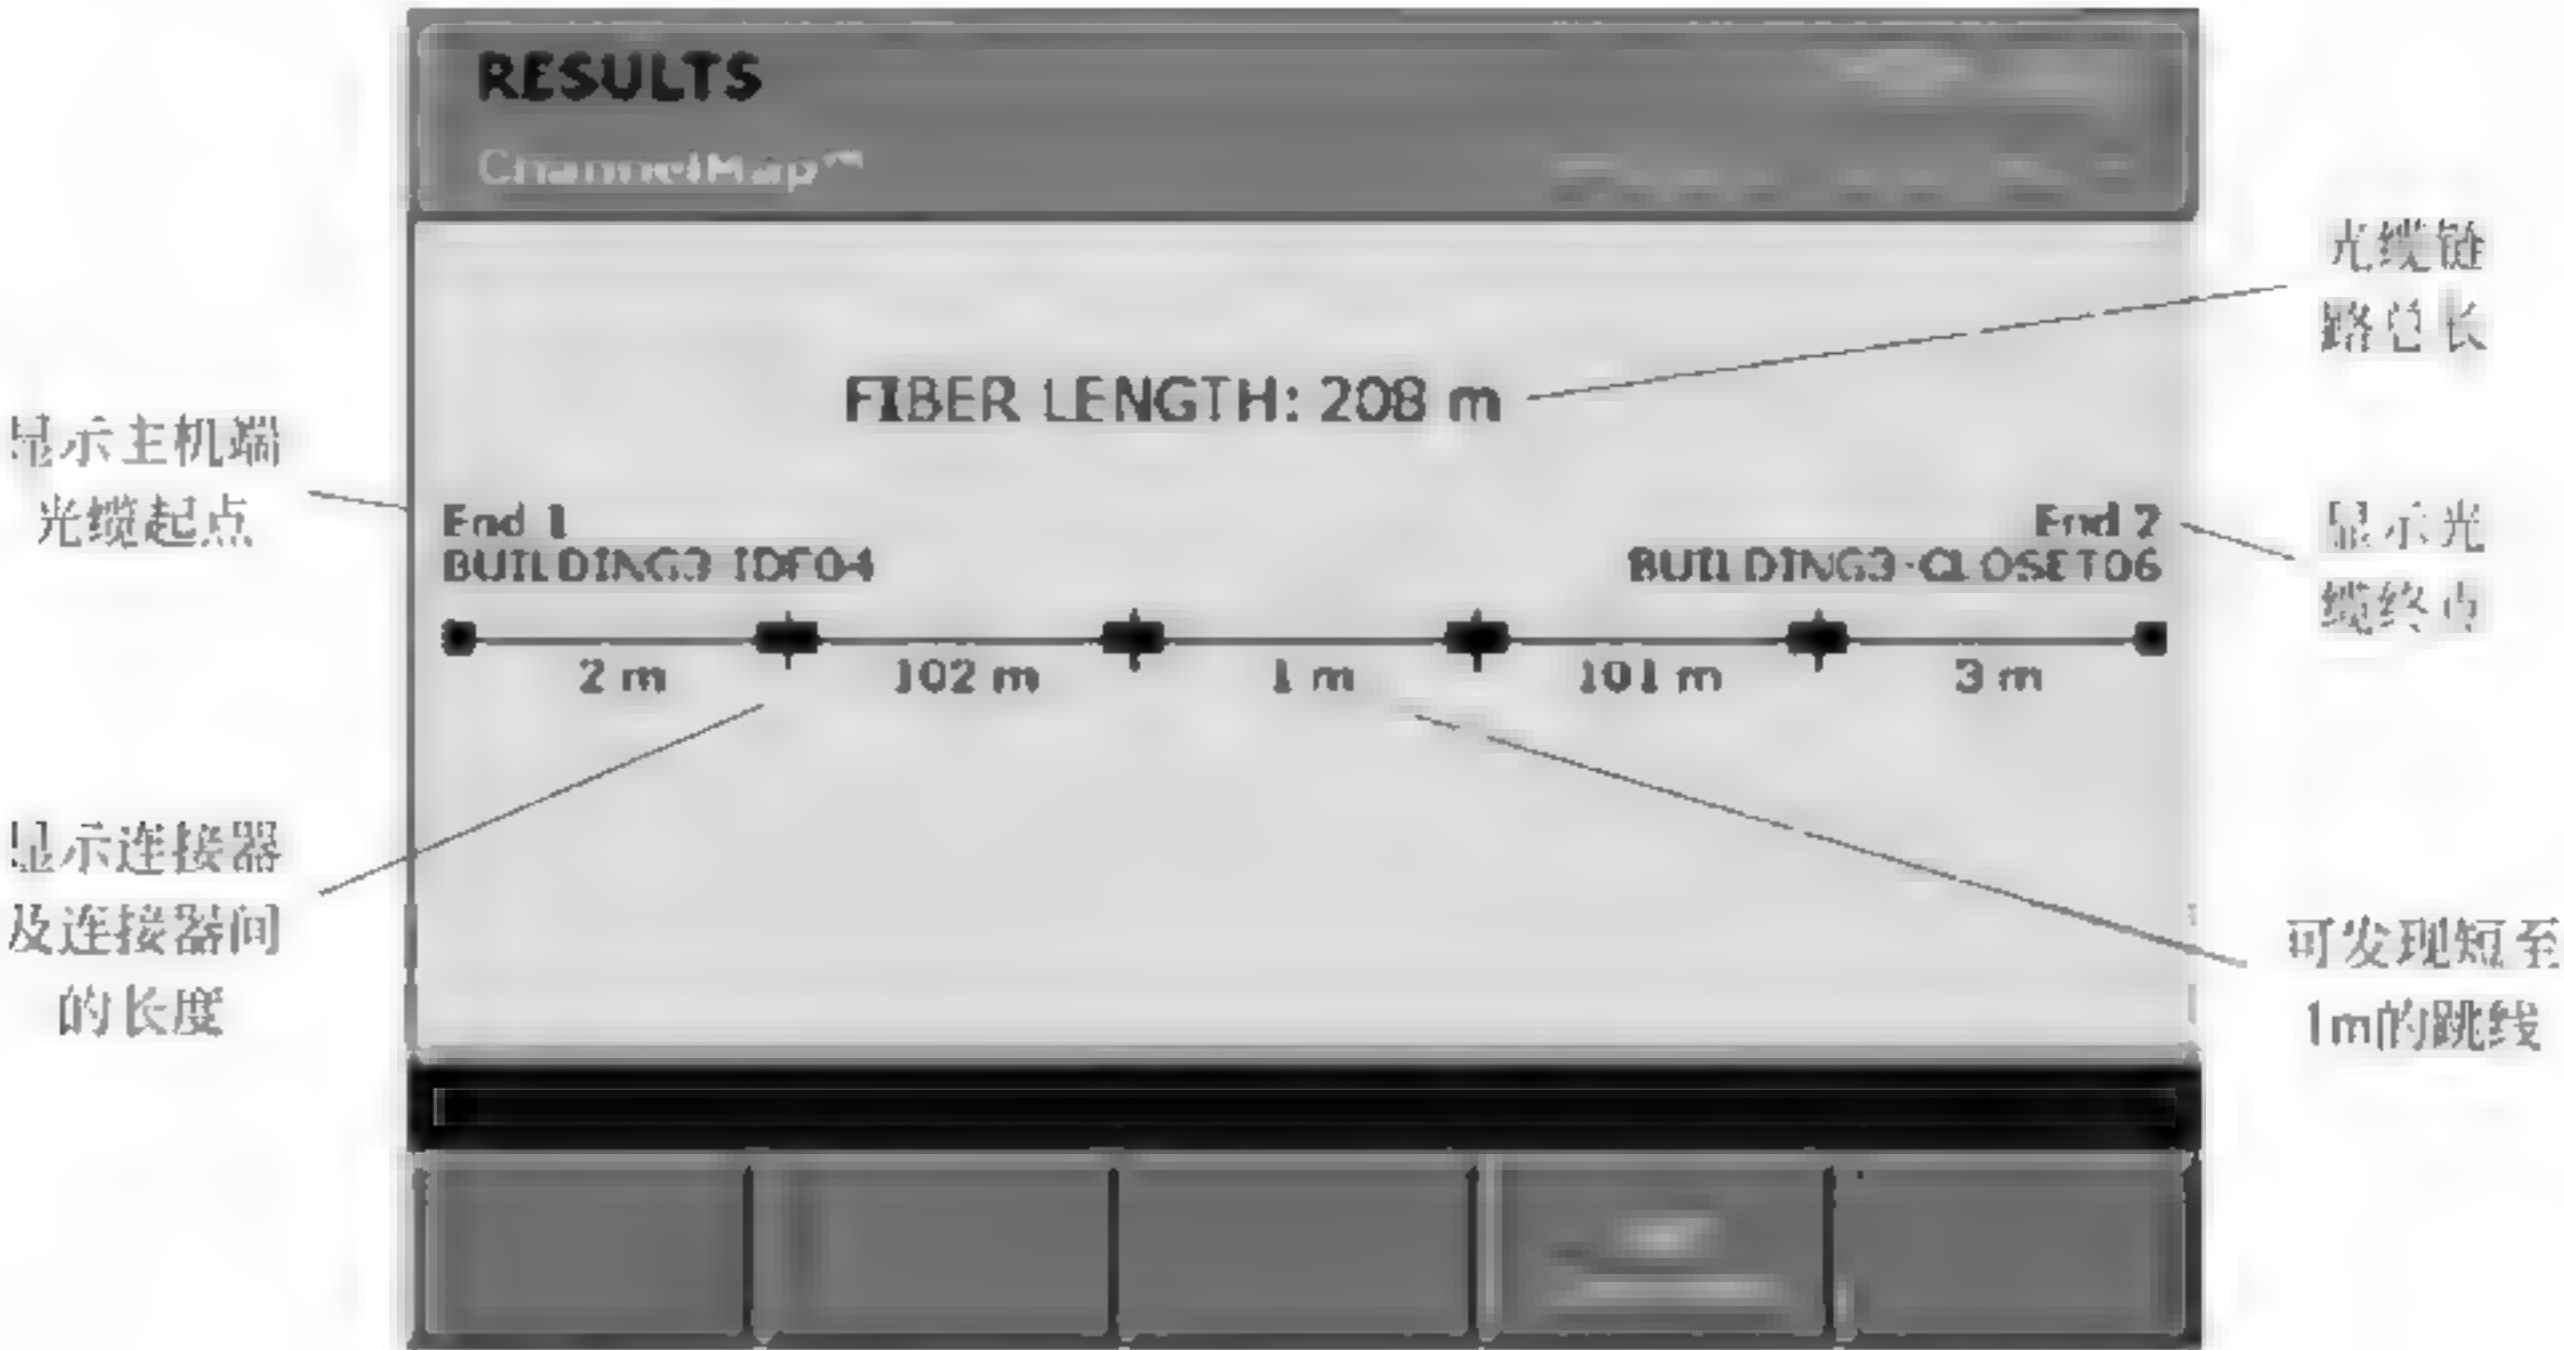 RESULTS
ChannelMap™
光缆链
路总长
FIBER LENGTH: 208 m
显示主机端
光缆起点
End 1
BUILDING3 IDF04
End 2
BUILDING3-CLOSET06
显示光
缆终点
2 m
102 m
1 m
101 m
3 m
显示连接器
及连接器间
的长度
可发现短至
1m的跳线